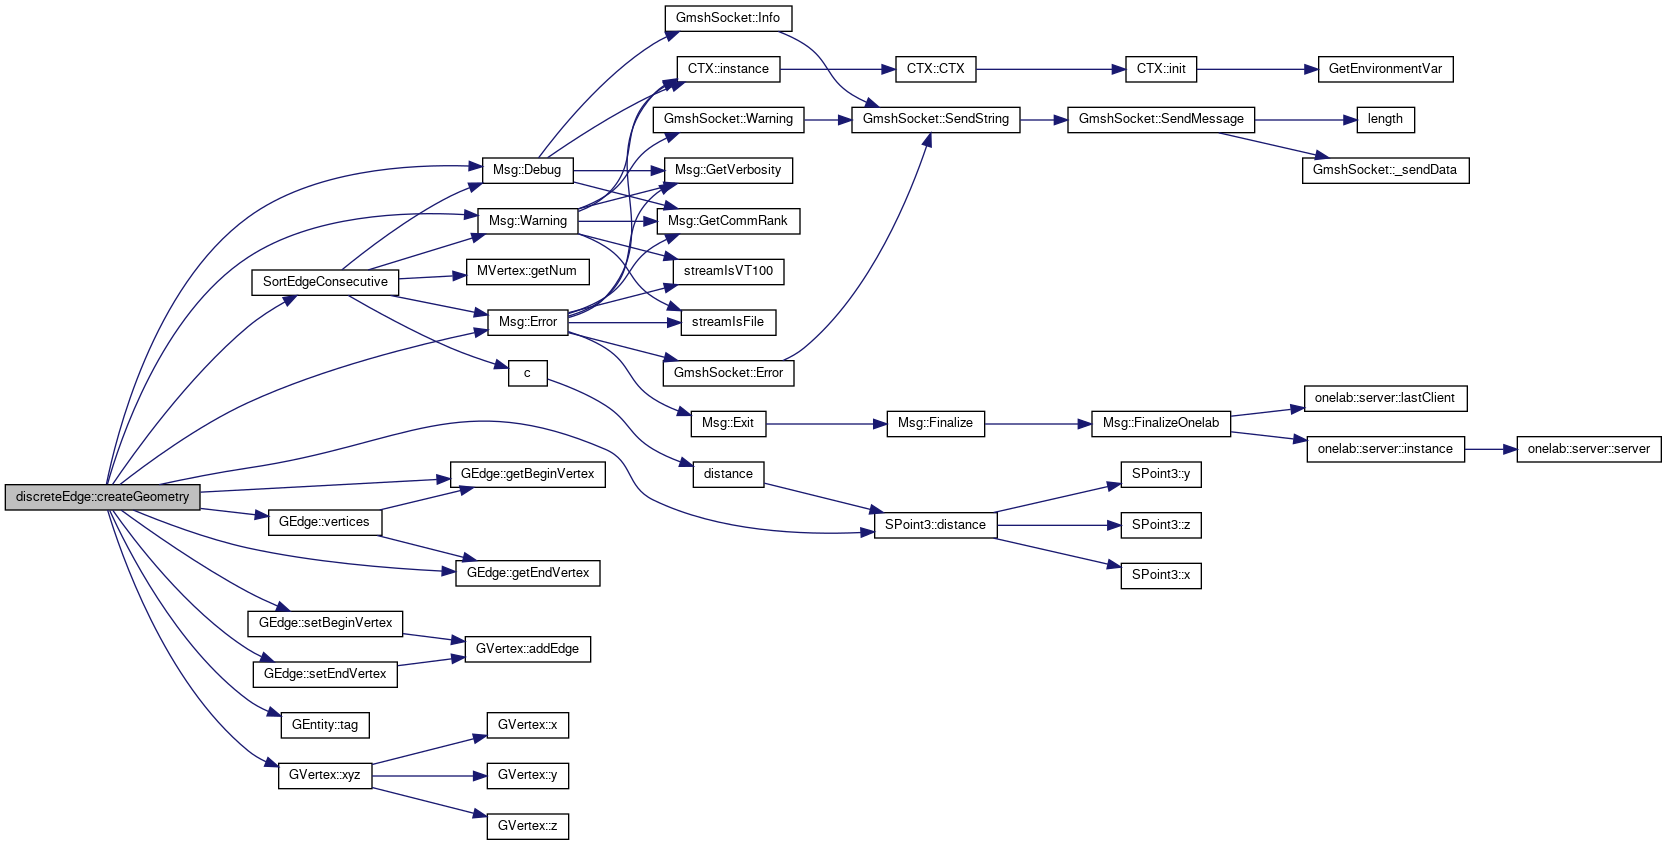 GmshSocket::Info
CTX::instance
CTX::CTX
CTX::init
GetEnvironmentVar
GmshSocket::Warning
GmshSocket::SendString
GmshSocket::SendMessage
length
Msg::Debug
Msg::GetVerbosity
GmshSocket::_sendData
Msg::Warning
Msg::GetCommRank
SortEdgeConsecutive
MVertex::getNum
streamIsVT100
Msg::Error
streamIsFile
c
GmshSocket::Error
Msg::Exit
Msg::Finalize
Msg::FinalizeOnelab
onelab::server::lastClient
onelab::server::instance
onelab::server::server
discreteEdge::createGeometry
GEdge::getBeginVertex
distance
SPoint3::y
GEdge::vertices
SPoint3::distance
SPoint3::z
GEdge::getEndVertex
SPoint3::x
GEdge::setBeginVertex
GVertex::addEdge
GEdge::setEndVertex
GEntity::tag
GVertex::x
GVertex::xyz
GVertex::y
GVertex::z